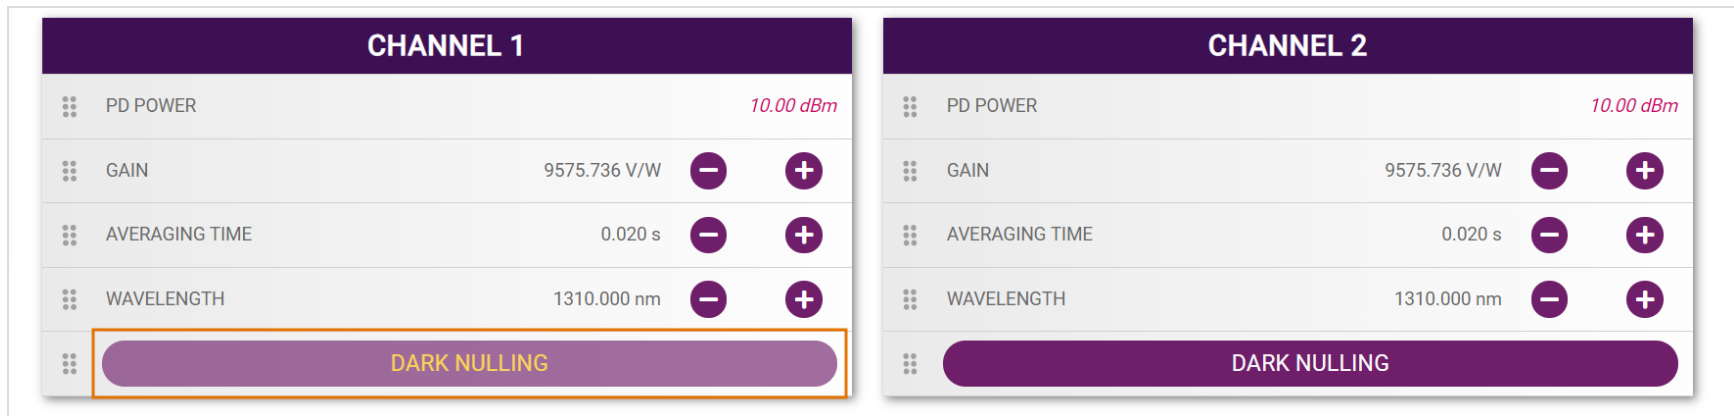 CHANNEL 1
PD POWER 10.00 dBm
GAIN 9575.736 V/W
AVERAGING TIME 0.020 s
WAVELENGTH 1310.000 nm
DARK NULLING
CHANNEL 2
PD POWER 10.00 dBm
GAIN 9575.736 V/W
AVERAGING TIME 0.020 s
WAVELENGTH 1310.000 nm
DARK NULLING